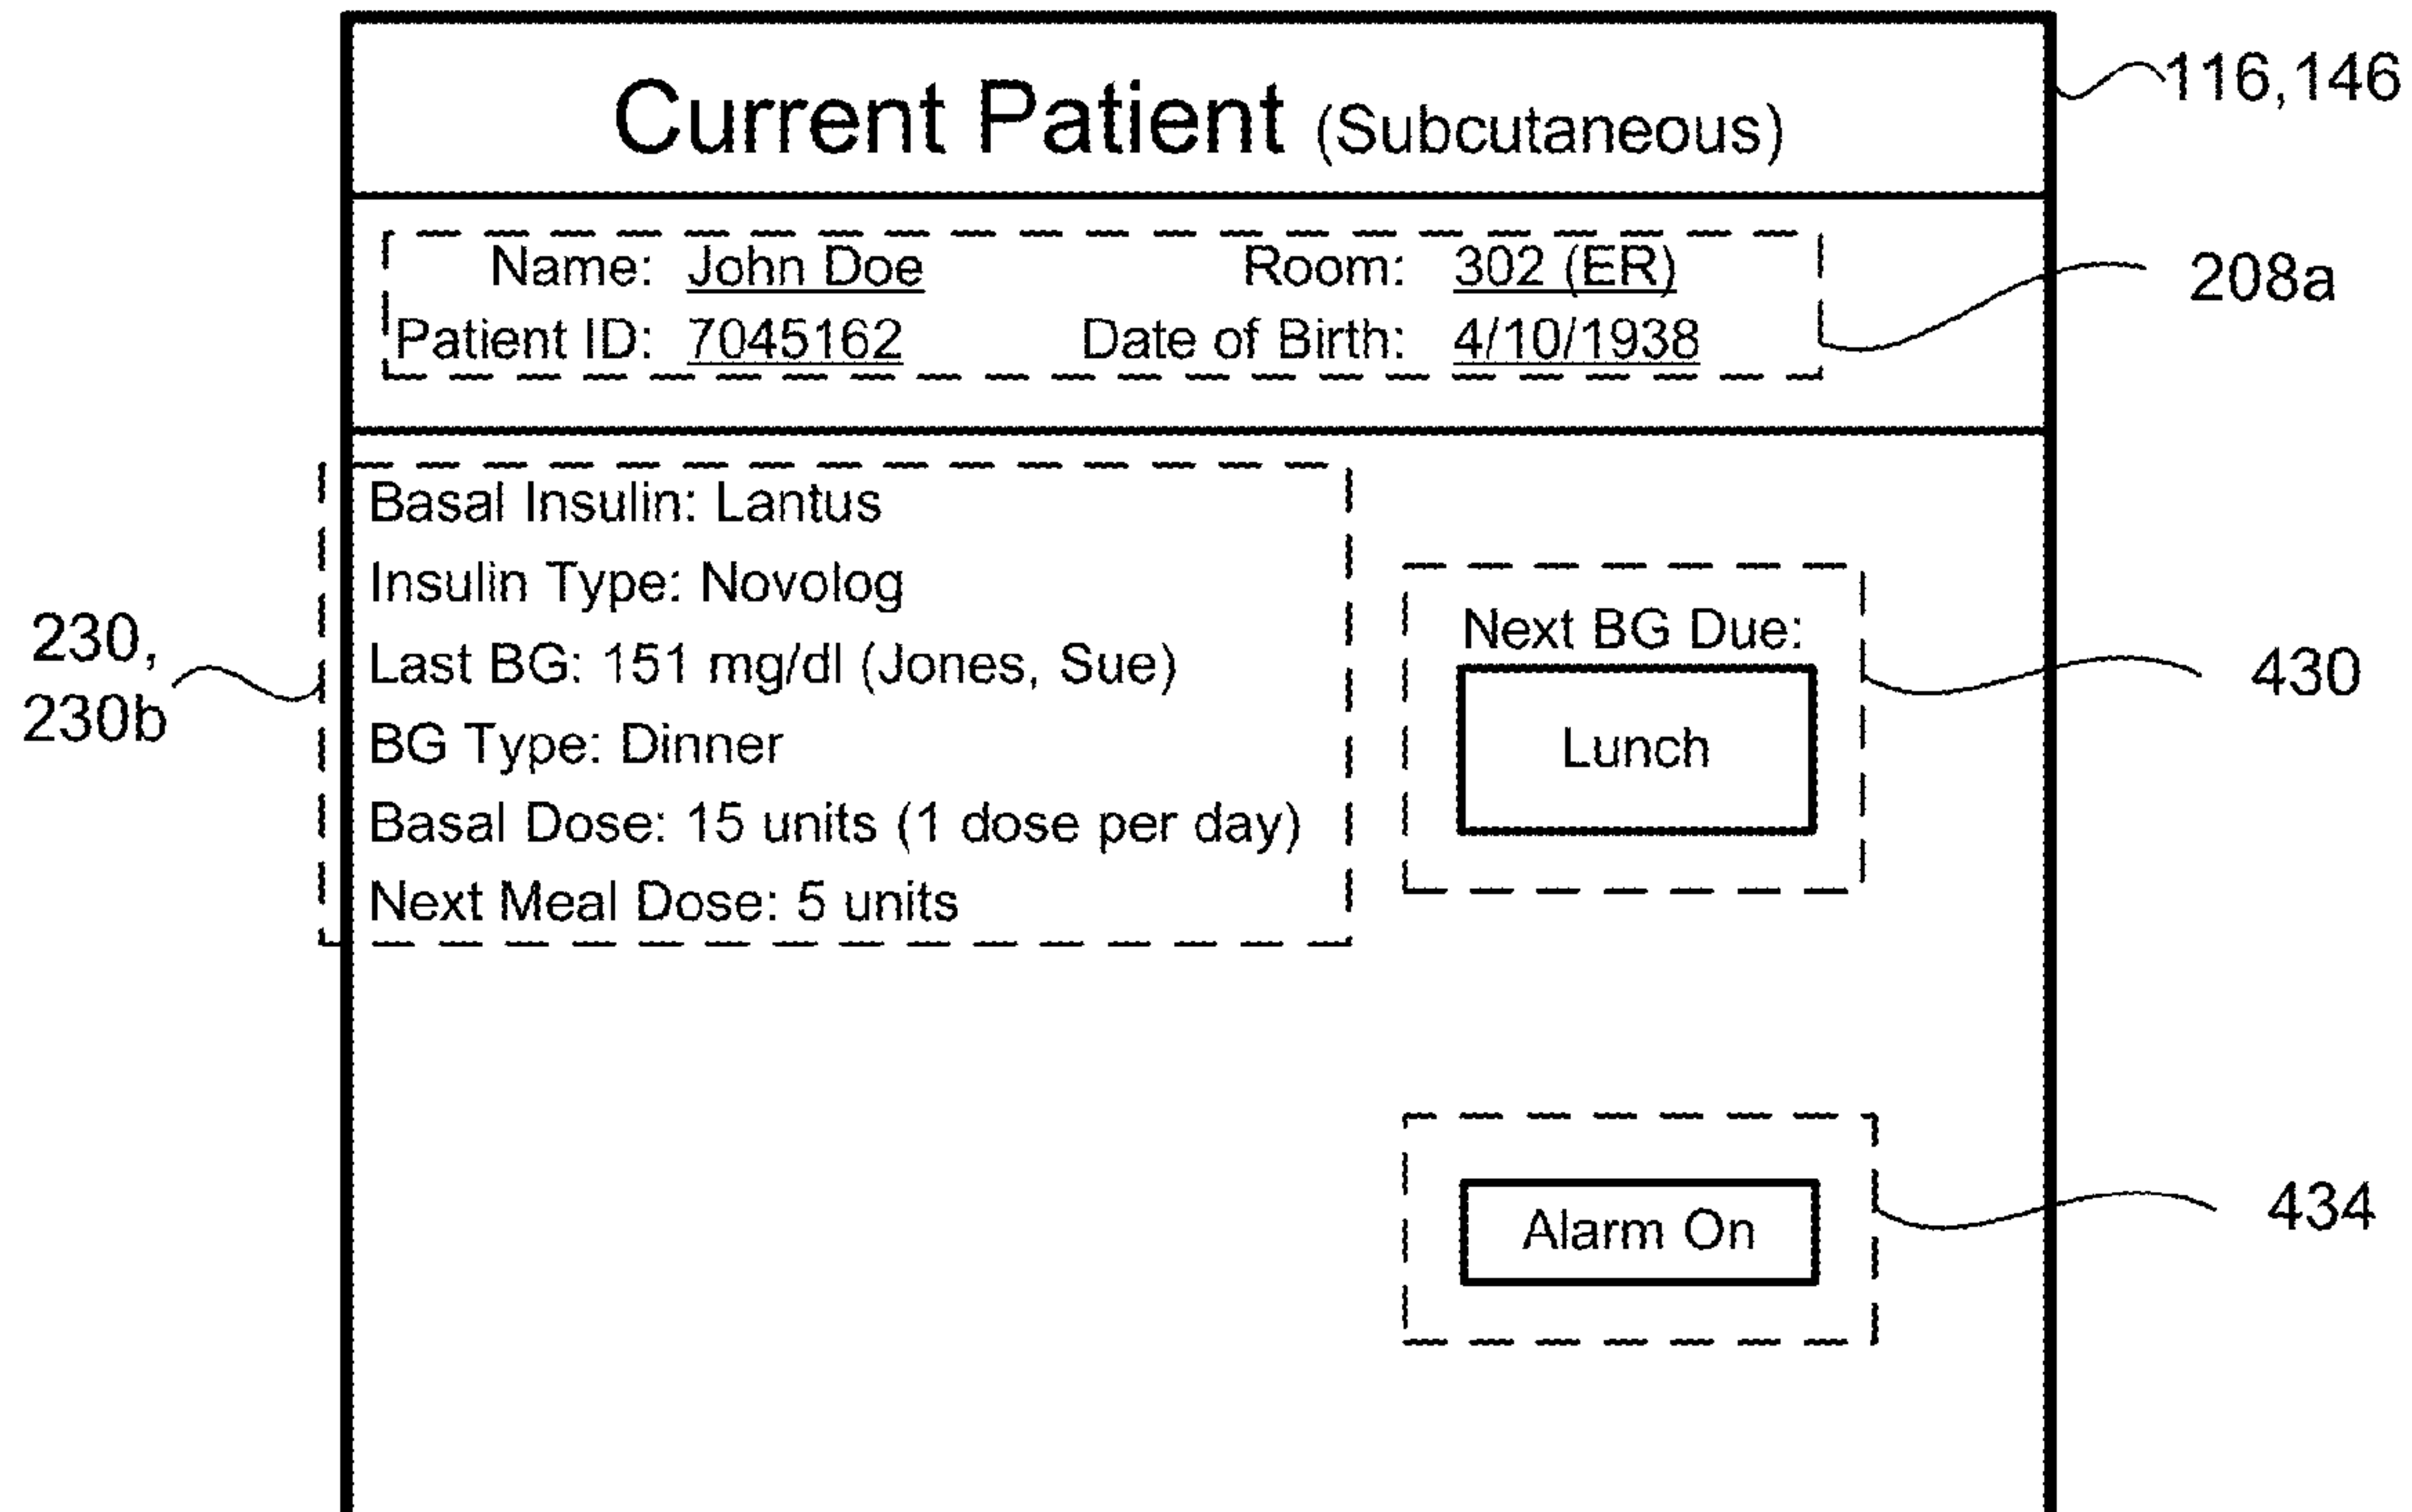 Current Patient (Subcutaneous)
116,146
Name: John Doe Room: 302 (ER)
Patient ID: 7045162 Date of Birth: 4/10/1938
208a
Basal Insulin: Lantus
Insulin Type: Novolog
Last BG: 151 mg/dl (Jones, Sue)
BG Type: Dinner
Basal Dose: 15 units (1 dose per day)
Next Meal Dose: 5 units
230,
230b
Next BG Due:
Lunch
430
Alarm On
434